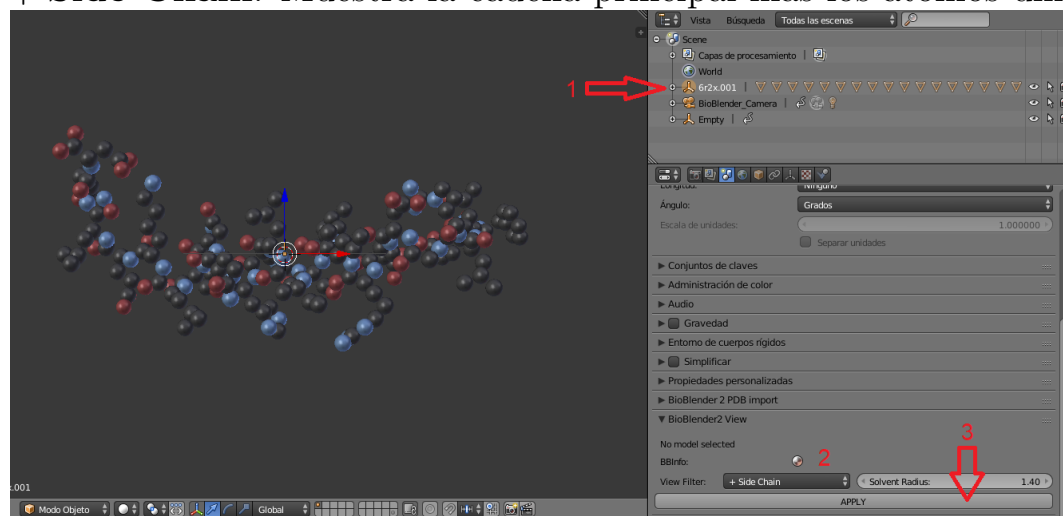 + Side Chain: Muestra la cadena principal más los átomos
Vista Búsqueda Todas las escenas
Scene
Capas de procesamiento
World
1
6r2x.001
BioBlender_Camera
Empty
Longitud: Ninguno
Ángulo: Grados
Escala de unidades: 1.000000
Separar unidades
Conjuntos de claves
Administración de color
Audio
Gravedad
Entorno de cuerpos rígidos
Simplificar
Propiedades personalizadas
BioBlender 2 PDB import
BioBlender2 View
No model selected
3
BBInfo: 2
View Filter: + Side Chain Solvent Radius: 1.40
APPLY
.001
Modo Objeto Global